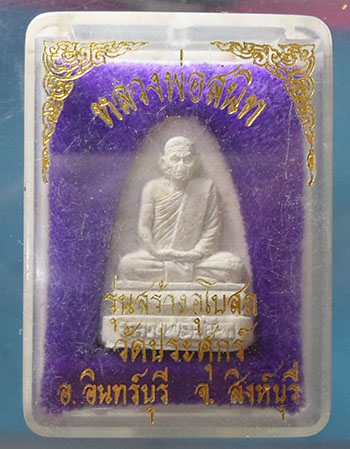 หลวงพ่อสนิท
รุ่นสร้างอุโบสถ
วัดประศุกร์
อ. อินทร์บุรี จ. สิงห์บุรี